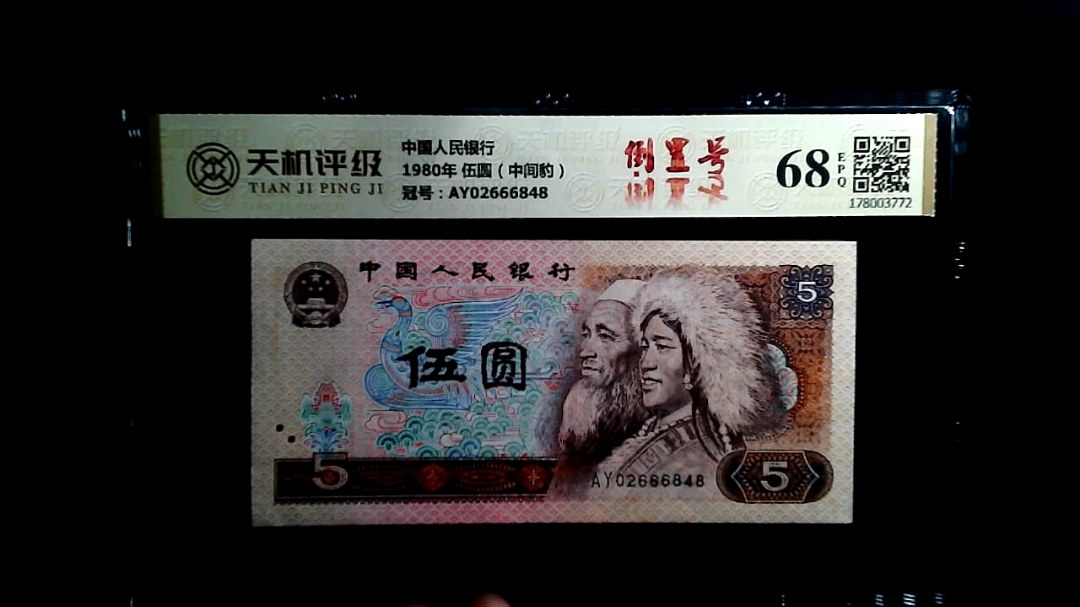 天机评级
TIAN JI PING JI
中国人民银行
1980年 伍圆（中间豹）
冠号：AY02666848
倒置号
68
EPQ
178003772
中国人民银行
5
伍圆
5
AY02666848
5